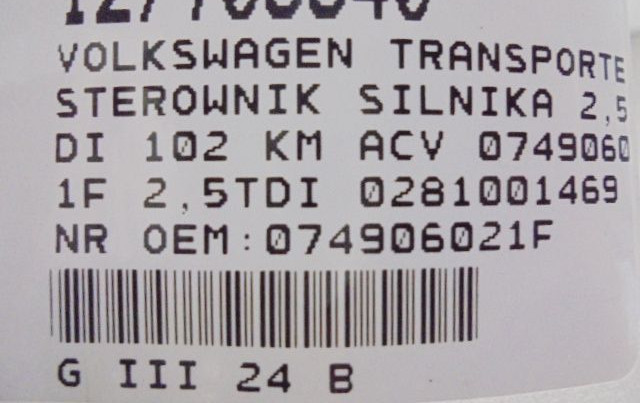 VOLKSWAGEN TRANSPORTE
STEROWNIK SILNIKA 2,5
DI 102 KM ACV 0749060
1F 2,5TDI 0281001469
NR OEM:074906021F
G III 24 B